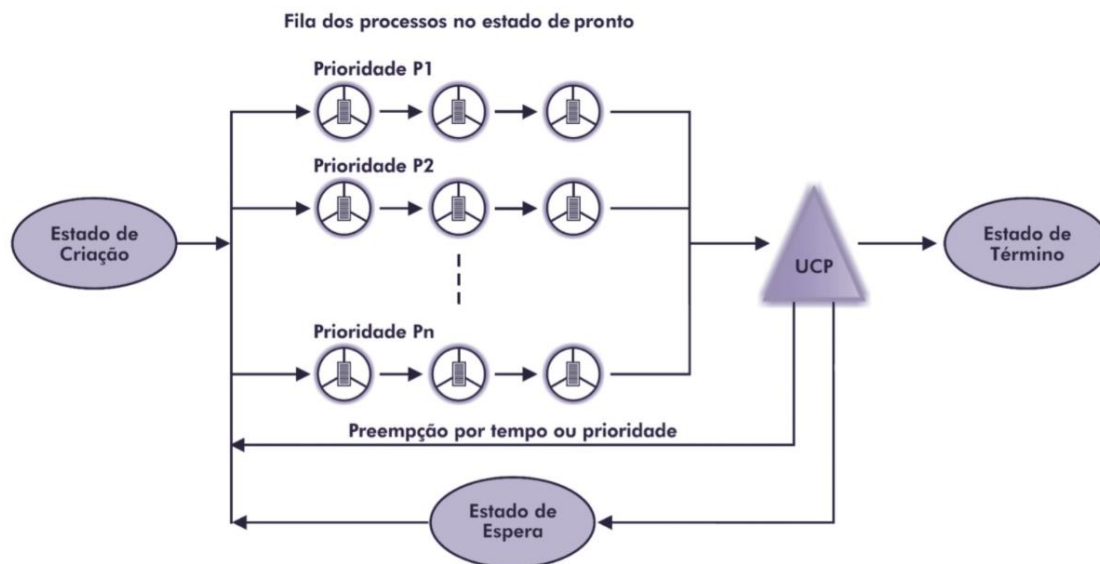 Fila dos processos no estado de pronto
Prioridade P1
Prioridade P2
Estado de
Criação
UCP
Estado de
Término
Prioridade Pn
Preempção por tempo ou prioridade
Estado de
Espera